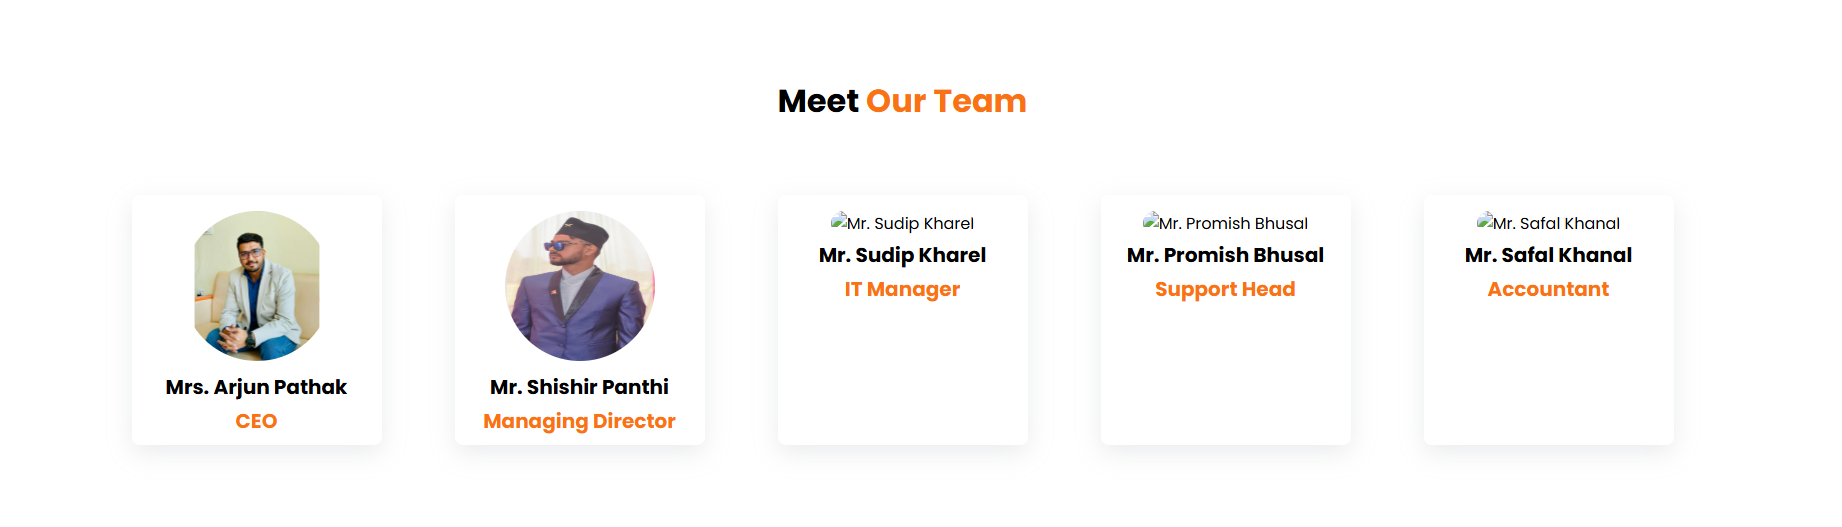 Meet Our Team
Mrs. Arjun Pathak
CEO
Mr. Shishir Panthi
Managing Director
Mr. Sudip Kharel
Mr. Sudip Kharel
IT Manager
Mr. Promish Bhusal
Mr. Promish Bhusal
Support Head
Mr. Safal Khanal
Mr. Safal Khanal
Accountant